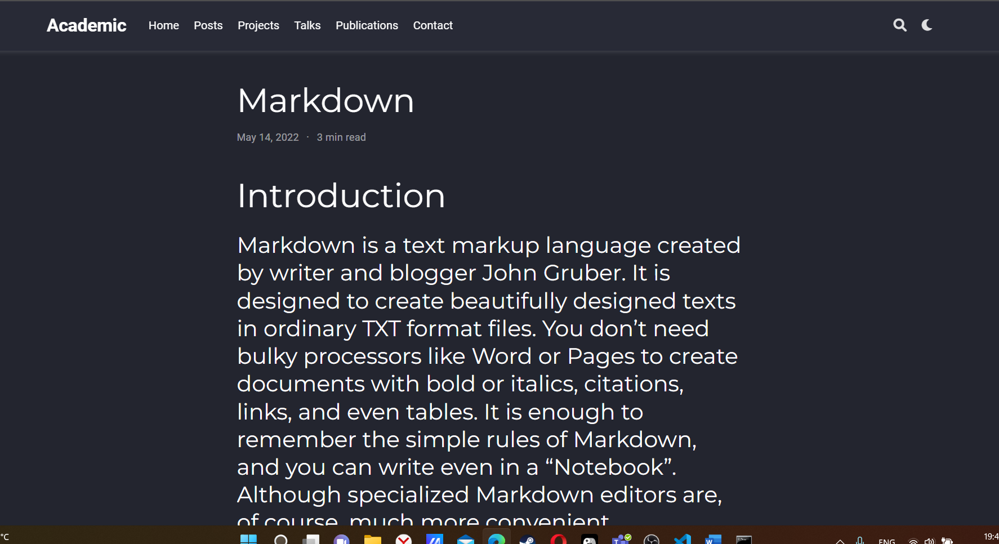 Academic Home Posts Projects Talks Publications Contact
Markdown
May 14, 2022 · 3 min read
Introduction
Markdown is a text markup language created
by writer and blogger John Gruber. It is
designed to create beautifully designed texts
in ordinary TXT format files. You don’t need
bulky processors like Word or Pages to create
documents with bold or italics, citations,
links, and even tables. It is enough to
remember the simple rules of Markdown,
and you can write even in a “Notebook”.
Although specialized Markdown editors are,
of course, much more convenient.
°C ENG 19:4